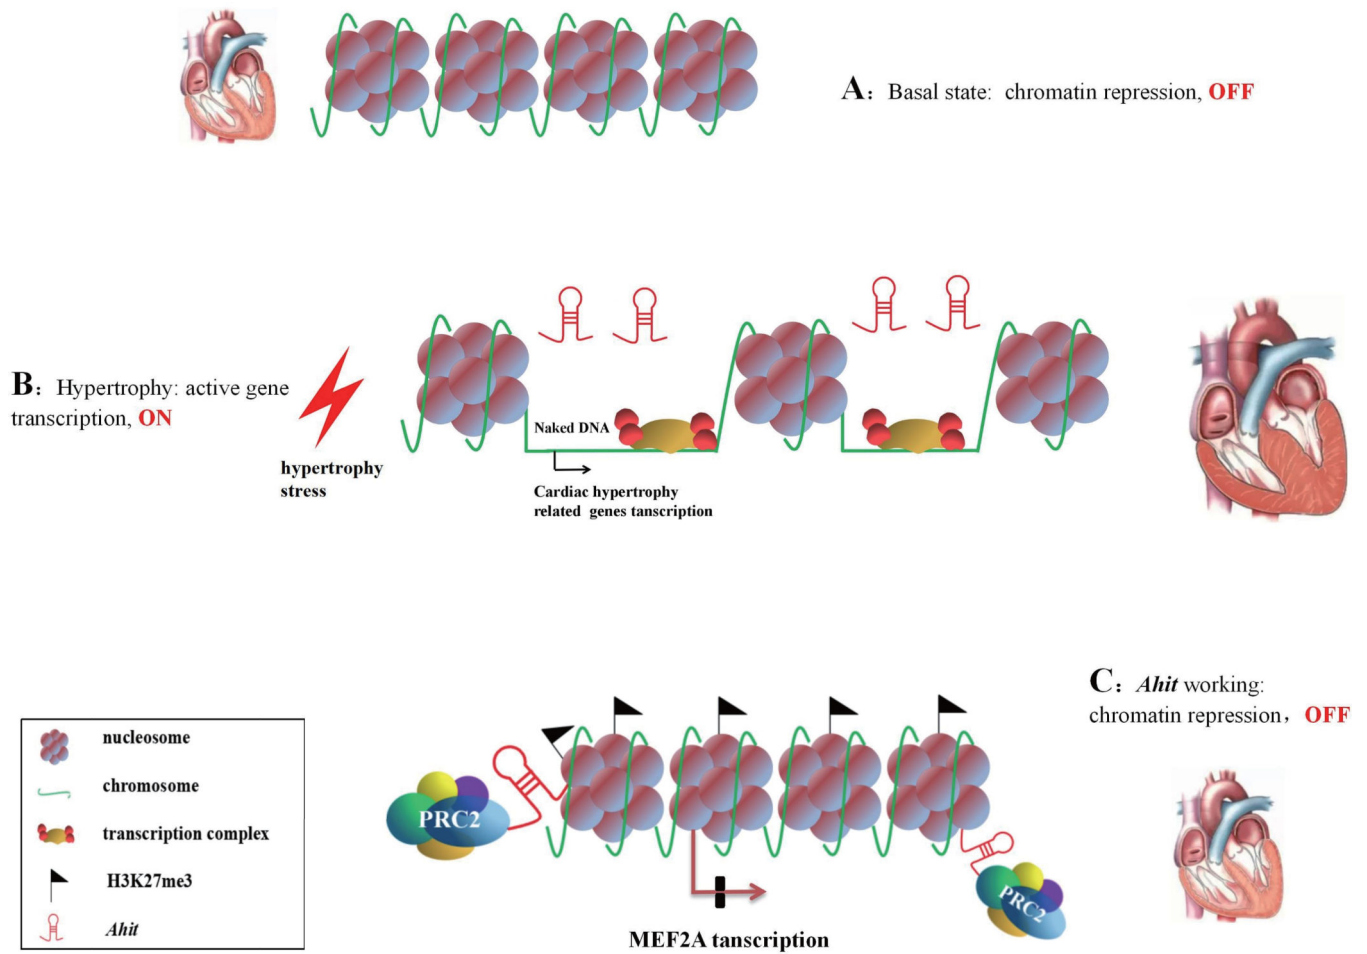 A: Basal state: chromatin repression, OFF
B: Hypertrophy: active gene
transcription, ON
hypertrophy
stress
Naked DNA
Cardiac hypertrophy
related genes tanscription
C: Ahit working:
chromatin repression, OFF
nucleosome
chromosome
transcription complex
H3K27me3
Ahit
PRC2
PRC2
MEF2A tanscription